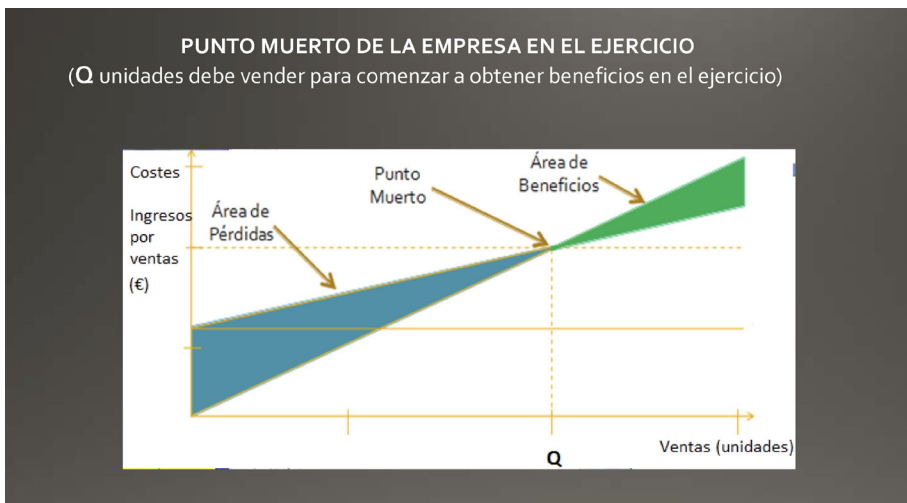 PUNTO MUERTO DE LA EMPRESA EN EL EJERCICIO
(Q unidades debe vender para comenzar a obtener beneficios en el ejercicio)
Costes
Ingresos
por
ventas
(€)
Área de
Pérdidas
Punto
Muerto
Área de
Beneficios
Q
Ventas (unidades)